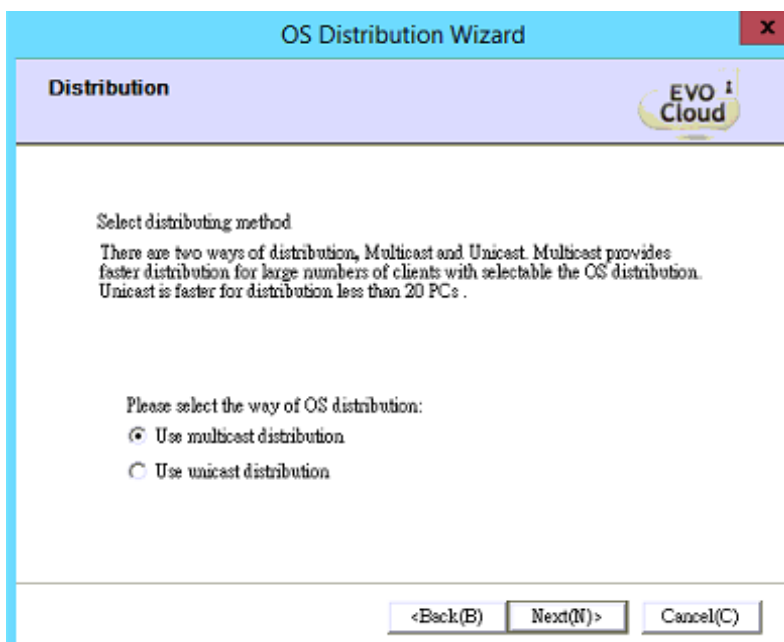 OS Distribution Wizard
x
Distribution
EVO
Cloud
Select distributing method
There are two ways of distribution, Multicast and Unicast. Multicast provides
faster distribution for large numbers of clients with selectable the OS distribution.
Unicast is faster for distribution less than 20 PCs .
Please select the way of OS distribution:
Use multicast distribution
Use unicast distribution
<Back(B) Next(N)> Cancel(C)